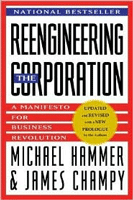 NATIONAL BESTSELLER
REENGINEERING
THE
CORPORATION
A MANIFESTO
FOR
BUSINESS
REVOLUTION
UPDATED
AND REVISED
WITH A NEW
PROLOGUE
by the Authors
MICHAEL HAMMER
& JAMES CHAMPY